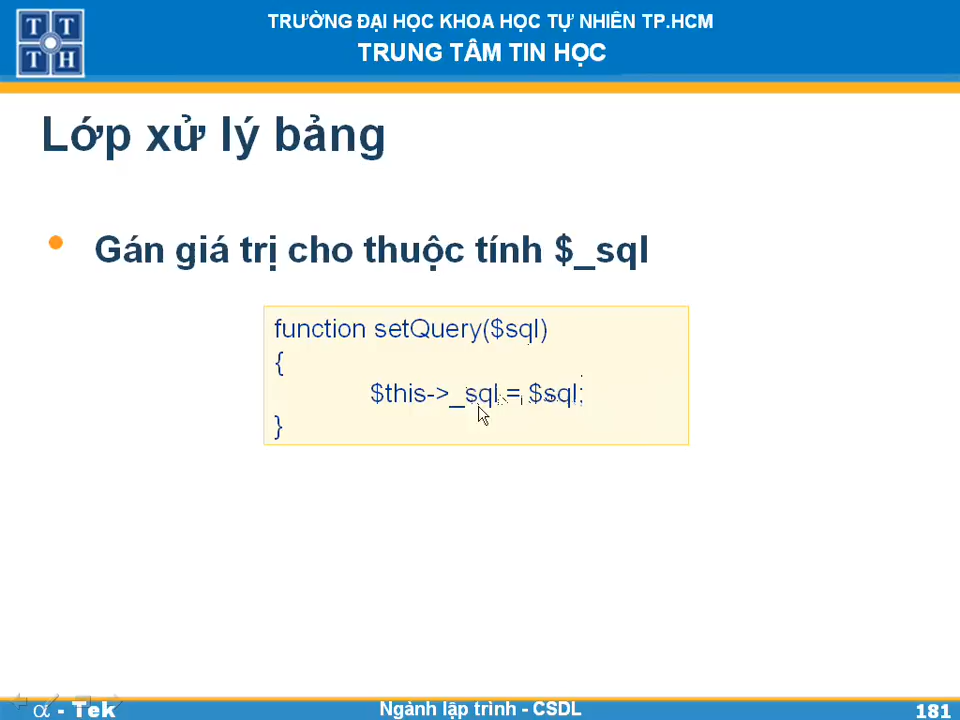 T T
T H
TRƯỜNG ĐẠI HỌC KHOA HỌC TỰ NHIÊN TP.HCM
TRUNG TÂM TIN HỌC
Lớp xử lý bảng
• Gán giá trị cho thuộc tính $_sql
function setQuery($sql)
{
$this->_sql = $sql;
}
α - Tek
Ngành lập trình - CSDL
181